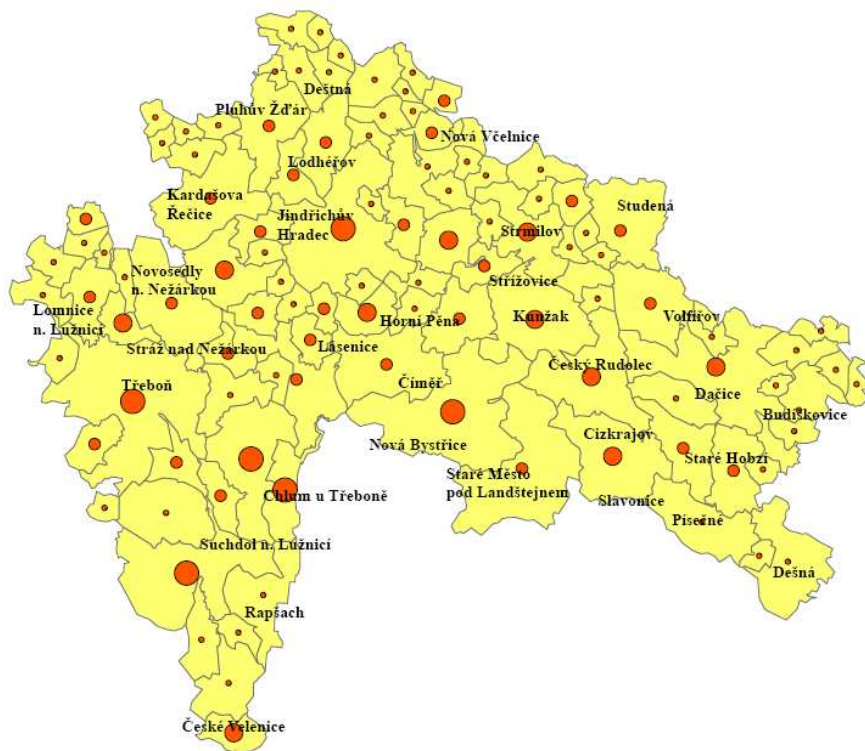 Deštná
Pluhův Žďár
Nová Včelnice
Lodhéřov
Kardašova
Řečice
Studená
Jindřichův
Hradec
Strmilov
Novosedly
n. Nežárkou
Střížovice
Lomnice
n. Lužnicí
Horní Pěna
Kunžak
Volfířov
Stráž nad Nežárkou
Lásenice
Třeboň
Číměř
Český Rudolec
Dačice
Budíškovice
Nová Bystřice
Cizkrajov
Staré Hobzí
Staré Město
pod Landštejnem
Chlum u Třeboně
Slavonice
Písečné
Suchdol n. Lužnicí
Dešná
Rapšach
České Velenice